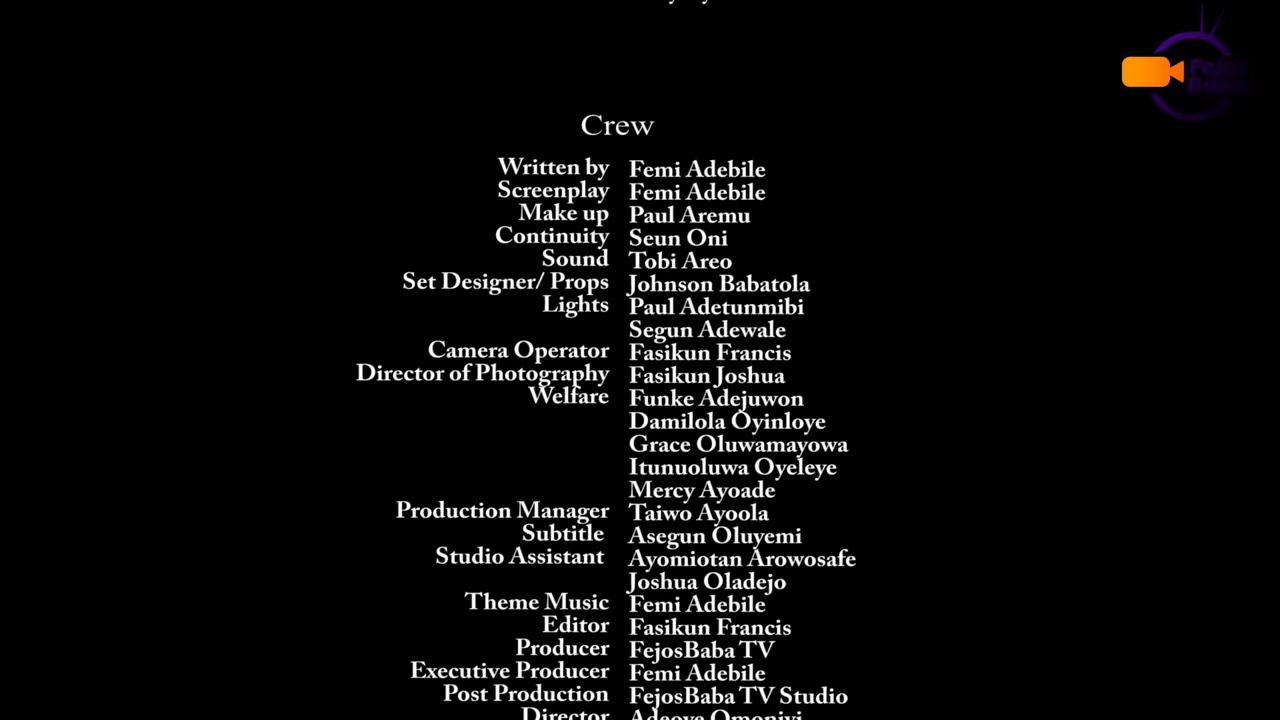 Crew
Written by Femi Adebile
Screenplay Femi Adebile
Make up Paul Aremu
Continuity Seun Oni
Sound Tobi Areo
Set Designer/ Props Johnson Babatola
Lights Paul Adetunmibi
Segun Adewale
Camera Operator Fasikun Francis
Director of Photography Fasikun Joshua
Welfare Funke Adejuwon
Damilola Oyinloye
Grace Oluwamayowa
Itunuoluwa Oyeleye
Mercy Ayoade
Production Manager Taiwo Ayoola
Subtitle Asegun Oluyemi
Studio Assistant Ayomiotan Arowosafe
Joshua Oladejo
Theme Music Femi Adebile
Editor Fasikun Francis
Producer FejosBaba TV
Executive Producer Femi Adebile
Post Production FejosBaba TV Studio
Director Adeoye Omoniyi